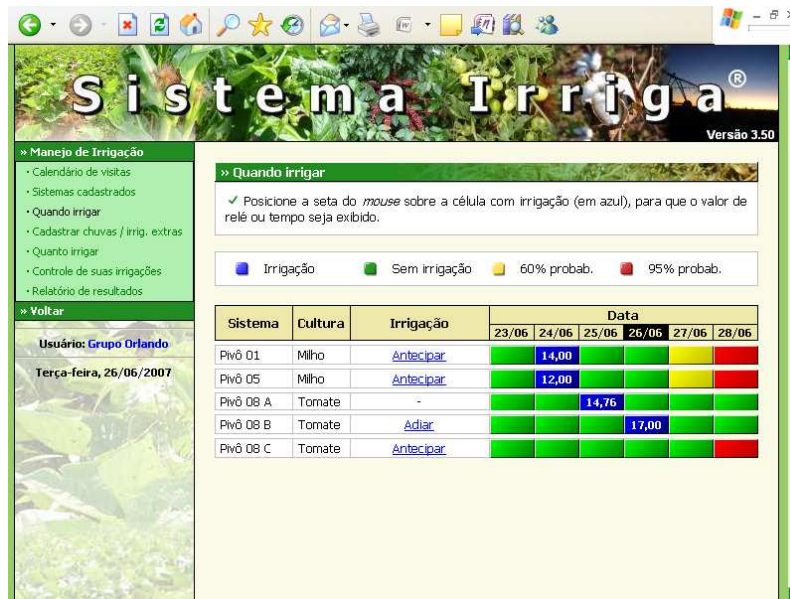 Sistema Irriga®
Versão 3.50
» Manejo de Irrigação
· Calendário de visitas
· Sistemas cadastrados
· Quando irrigar
· Cadastrar chuvas / irrig. extras
· Quanto irrigar
· Controle de suas irrigações
· Relatório de resultados
» Voltar
Usuário: Grupo Orlando
Terça-feira, 26/06/2007
» Quando irrigar
✓ Posicione a seta do mouse sobre a célula com irrigação (em azul), para que o valor de
relé ou tempo seja exibido.
Irrigação Sem irrigação 60% probab. 95% probab.
Sistema Cultura Irrigação Data
23/06 24/06 25/06 26/06 27/06 28/06
Pivô 01 Milho Antecipar 14,00
Pivô 05 Milho Antecipar 12,00
Pivô 08 A Tomate - 14,76
Pivô 08 B Tomate Adiar 17,00
Pivô 08 C Tomate Antecipar